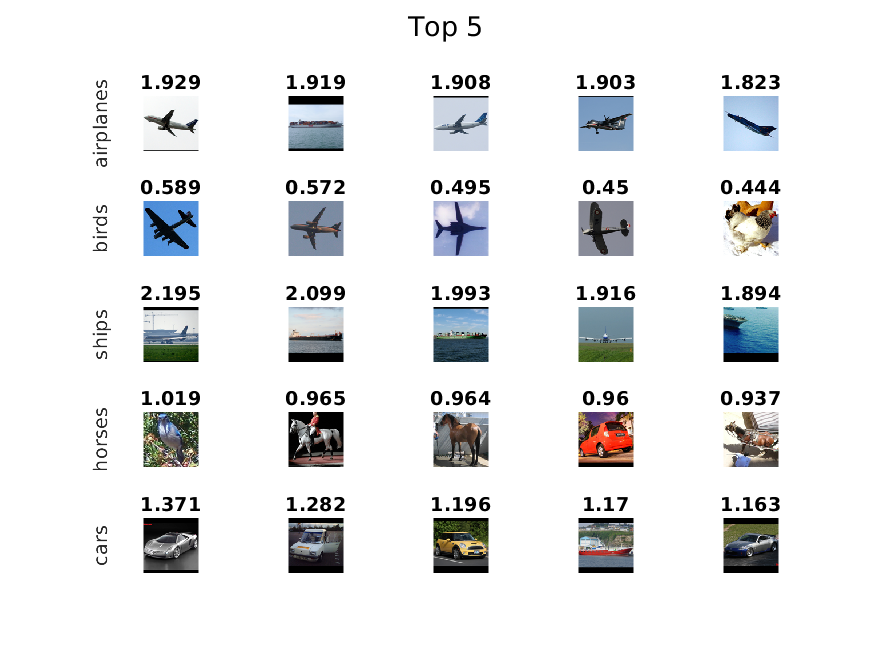 Top 5
airplanes
1.929 1.919 1.908 1.903 1.823
birds
0.589 0.572 0.495 0.45 0.444
ships
2.195 2.099 1.993 1.916 1.894
horses
1.019 0.965 0.964 0.96 0.937
cars
1.371 1.282 1.196 1.17 1.163